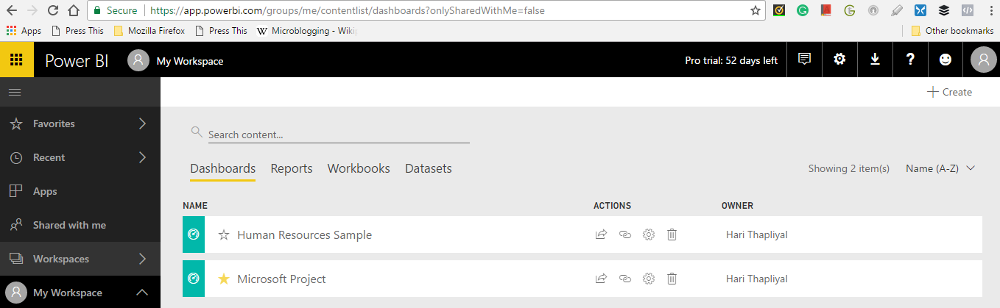 Secure https://app.powerbi.com/groups/me/contentlist/dashboards?onlySharedWithMe=false
Apps Press This Mozilla Firefox Press This Microblogging - Wiki Other bookmarks
Power BI My Workspace Pro trial: 52 days left
Create
Favorites
Recent
Apps
Shared with me
Workspaces
My Workspace
Search content...
Dashboards Reports Workbooks Datasets Showing 2 item(s) Name (A-Z)
NAME ACTIONS OWNER
Human Resources Sample Hari Thapliyal
Microsoft Project Hari Thapliyal